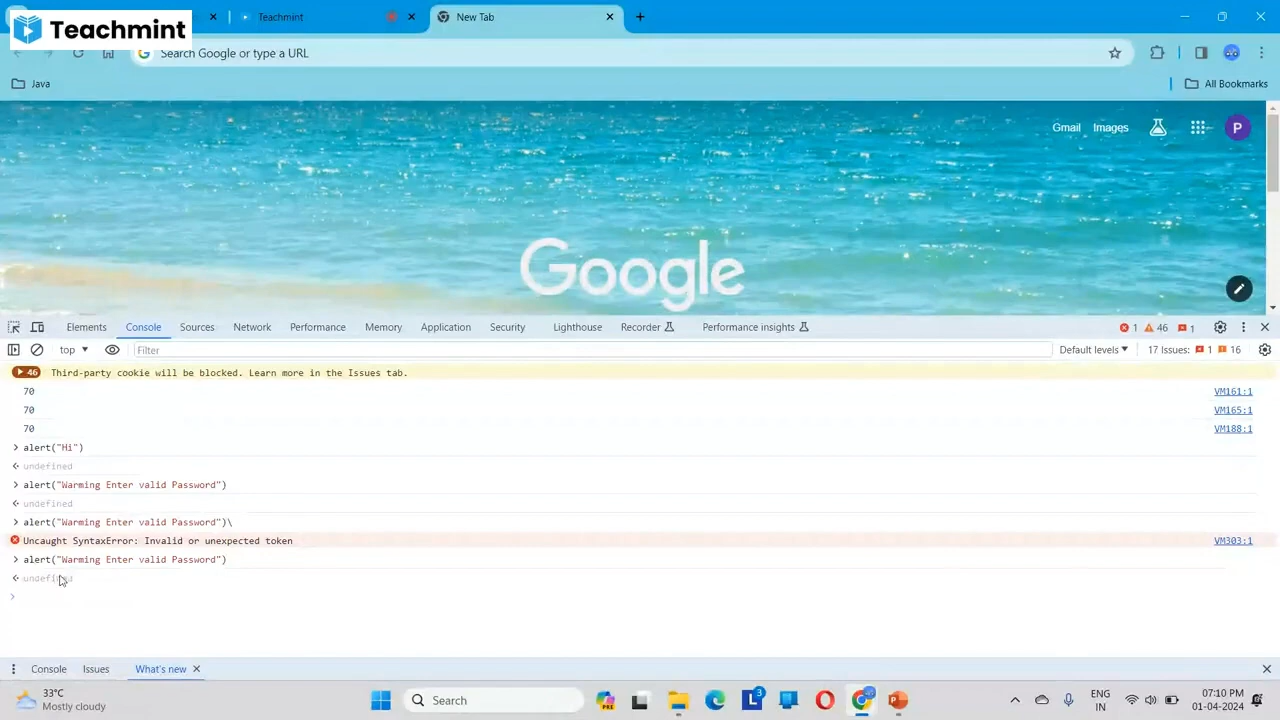 Teachmint
Teachmint
New Tab
Search Google or type a URL
Java
All Bookmarks
Gmail
Images
P
Google
Elements
Console
Sources
Network
Performance
Memory
Application
Security
Lighthouse
Recorder
Performance insights
1
46
1
top
Filter
Default levels
17 Issues:
1
16
46
Third-party cookie will be blocked. Learn more in the Issues tab.
70
VM161:1
70
VM165:1
70
VM188:1
> alert("Hi")
undefined
> alert("Warming Enter valid Password")
undefined
> alert("Warming Enter valid Password")\
Uncaught SyntaxError: Invalid or unexpected token
VM303:1
> alert("Warming Enter valid Password")
undefined
>
Console
Issues
What's new
33°C
Mostly cloudy
Search
PRE
L
3
ENG
IN
07:10 PM
01-04-2024